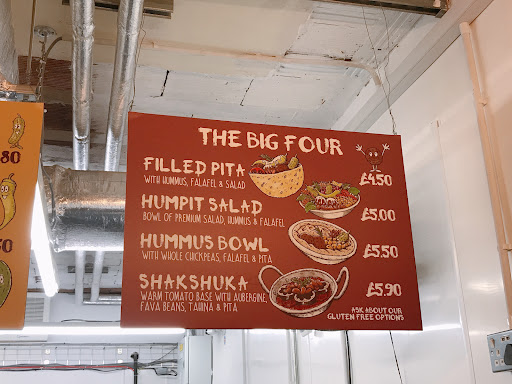 THE BIG FOUR
FILLED PITA £4.50
WITH HUMMUS, FALAFEL & SALAD
HUMPIT SALAD £5.00
BOWL OF PREMIUM SALAD, HUMMUS & FALAFEL
HUMMUS BOWL £5.50
WITH WHOLE CHICKPEAS, FALAFEL & PITA
SHAKSHUKA £5.90
WARM TOMATO BASE WITH AUBERGINE,
FAVA BEANS, TAHINA & PITA
ASK ABOUT OUR
GLUTEN FREE OPTIONS
80